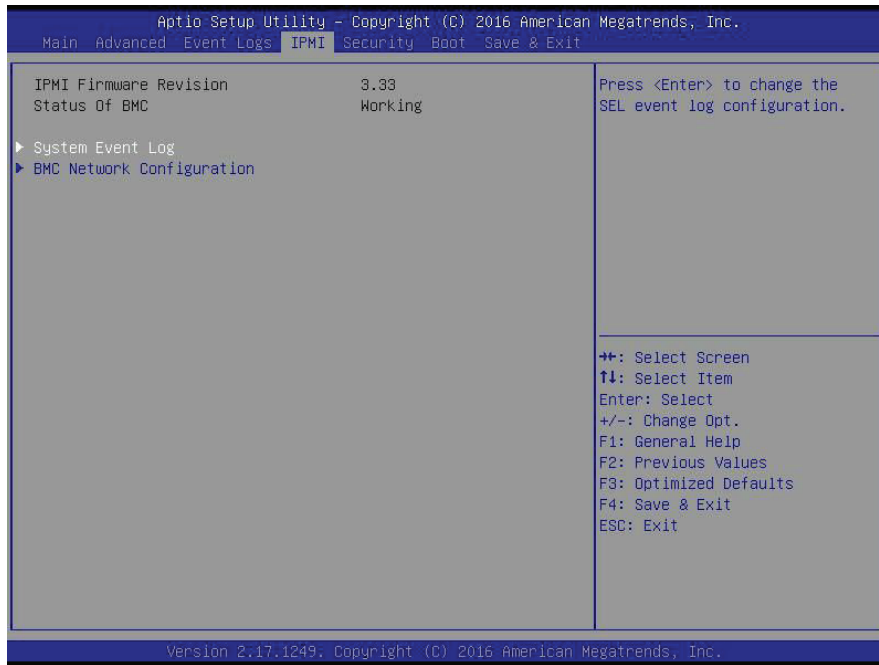 Aptio Setup Utility – Copyright (C) 2016 American Megatrends, Inc.
Main Advanced Event Logs IPMI Security Boot Save & Exit
IPMI Firmware Revision 3.33
Status Of BMC Working
System Event Log
BMC Network Configuration
Press <Enter> to change the
SEL event log configuration.
→←: Select Screen
↑↓: Select Item
Enter: Select
+/-: Change Opt.
F1: General Help
F2: Previous Values
F3: Optimized Defaults
F4: Save & Exit
ESC: Exit
Version 2.17.1249. Copyright (C) 2016 American Megatrends, Inc.